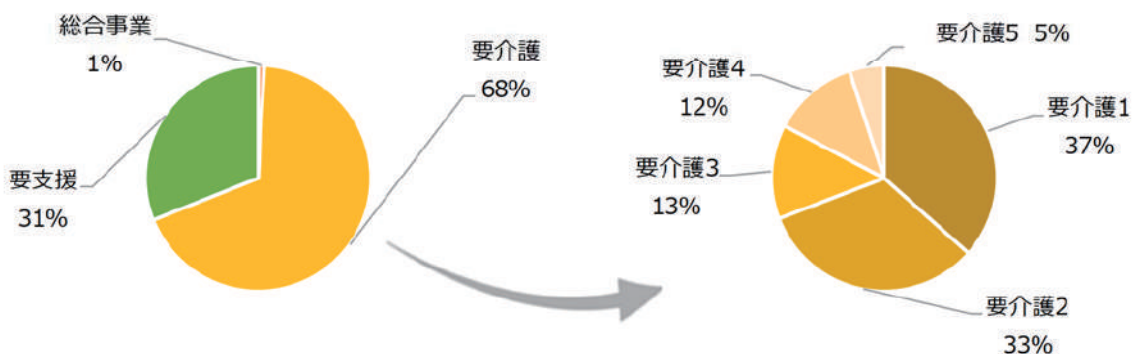 総合事業
1%
要介護
68%
要支援
31%
要介護5 5%
要介護4
12%
要介護1
37%
要介護3
13%
要介護2
33%